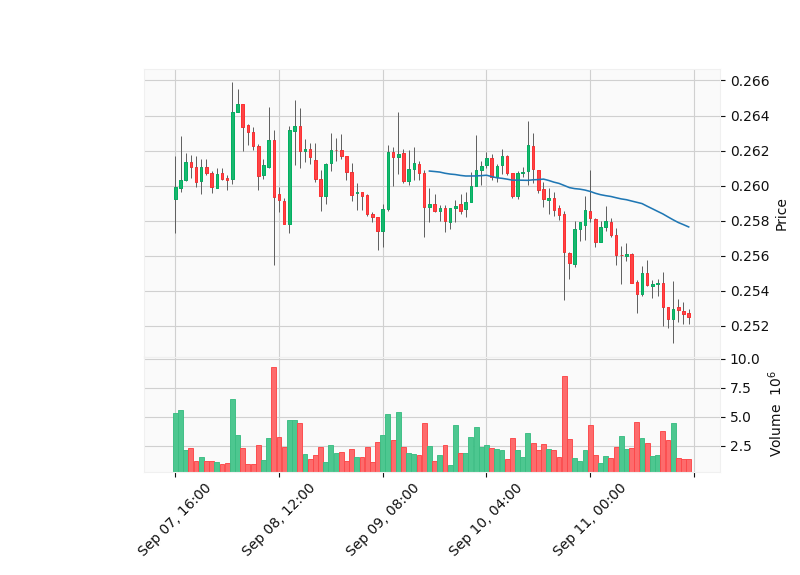 0.266
0.264
0.262
0.260
0.258
0.256
0.254
0.252
Price
10.0
7.5
5.0
2.5
Volume 10^6
Sep 07, 16:00
Sep 08, 12:00
Sep 09, 08:00
Sep 10, 04:00
Sep 11, 00:00